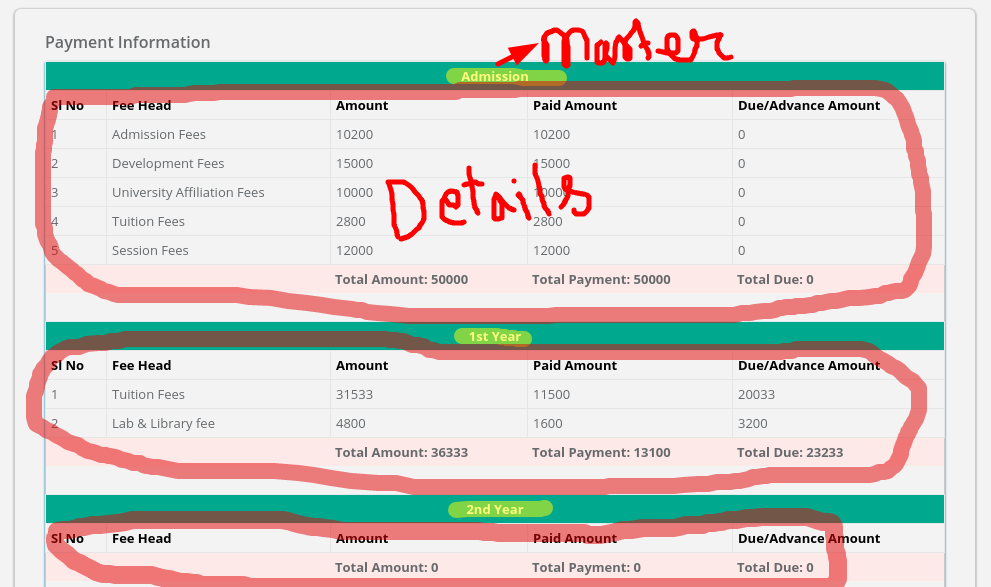 Payment Information
Master
Admission
Sl No Fee Head Amount Paid Amount Due/Advance Amount
1 Admission Fees 10200 10200 0
2 Development Fees 15000 15000 0
3 University Affiliation Fees 10000 10000 0
4 Tuition Fees 2800 2800 0
5 Session Fees 12000 12000 0
Details
Total Amount: 50000 Total Payment: 50000 Total Due: 0
1st Year
Sl No Fee Head Amount Paid Amount Due/Advance Amount
1 Tuition Fees 31533 11500 20033
2 Lab & Library fee 4800 1600 3200
Total Amount: 36333 Total Payment: 13100 Total Due: 23233
2nd Year
Sl No Fee Head Amount Paid Amount Due/Advance Amount
Total Amount: 0 Total Payment: 0 Total Due: 0